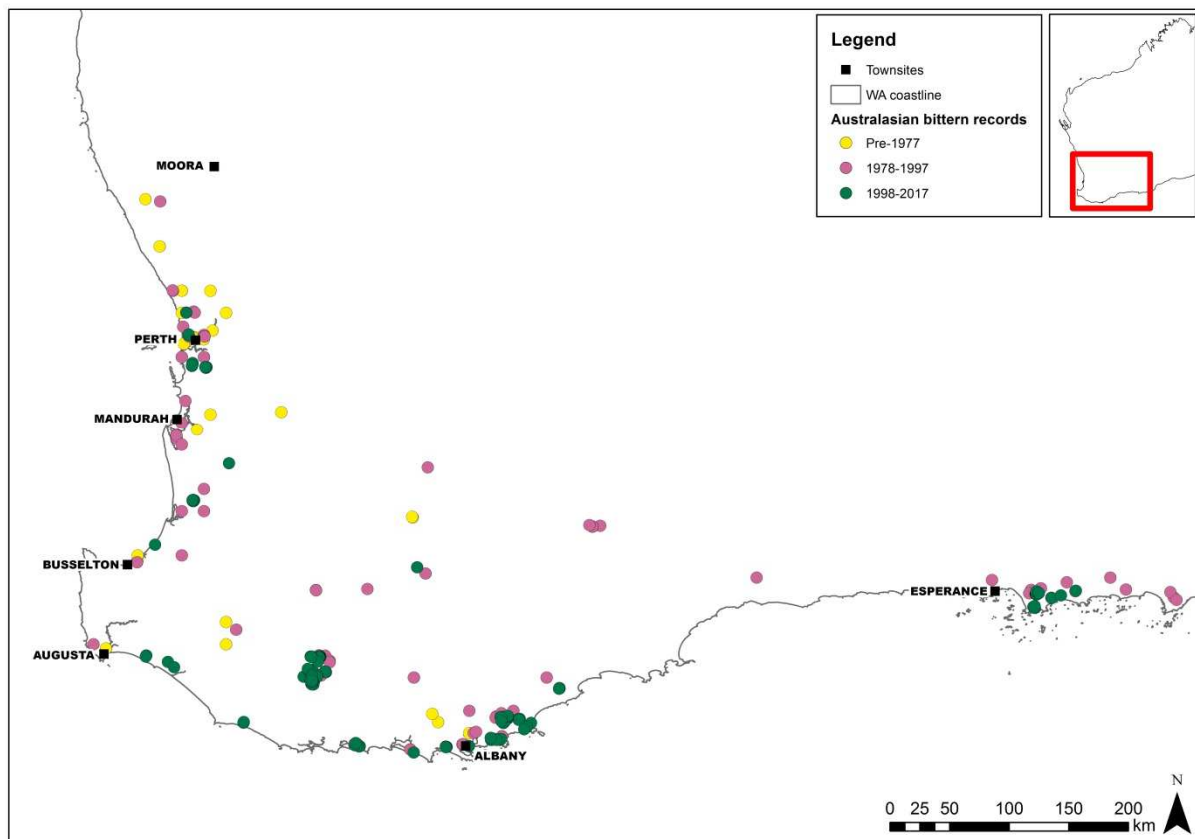 Legend
Townsites
WA coastline
Australasian bittern records
Pre-1977
1978-1997
1998-2017
MOORA
PERTH
MANDURAH
BUSSELTON
ESPERANCE
AUGUSTA
ALBANY
N
0 25 50 100 150 200
km